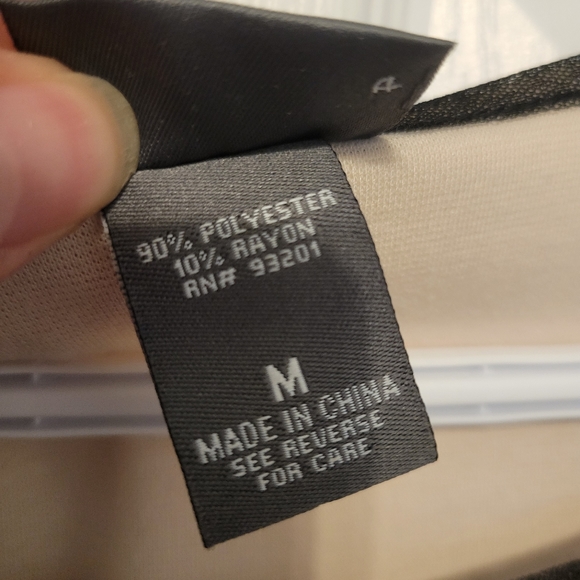 90% POLYESTER
10% RAYON
RN# 93201
M
MADE IN CHINA
SEE REVERSE
FOR CARE